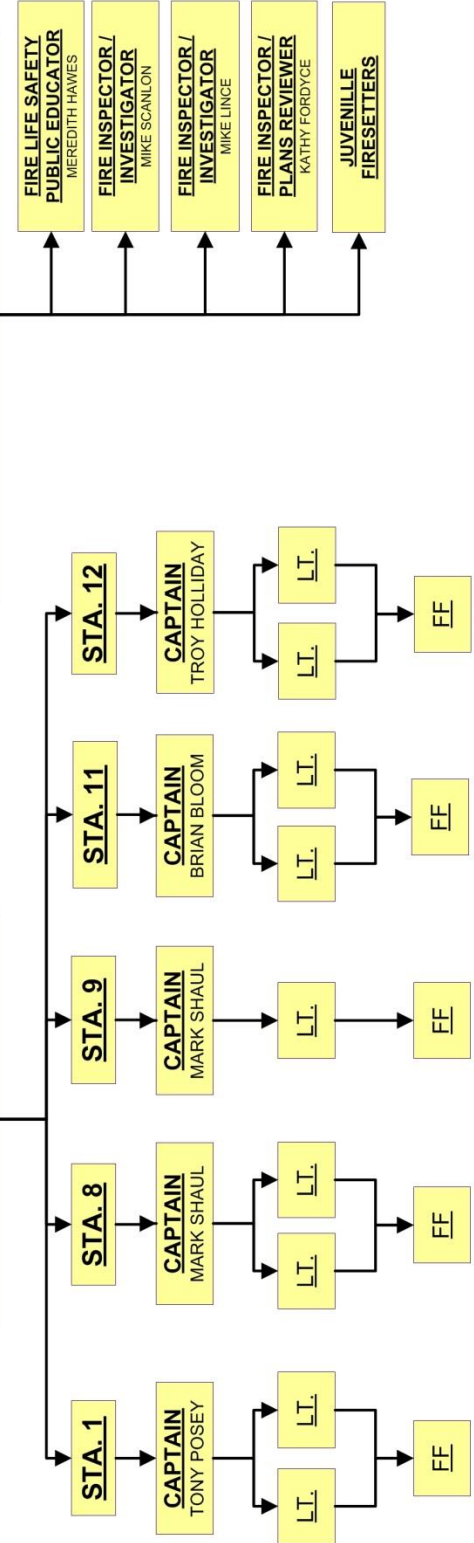 STA. 1
STA. 8
STA. 9
STA. 11
STA. 12
CAPTAIN
TONY POSEY
CAPTAIN
MARK SHAUL
CAPTAIN
MARK SHAUL
CAPTAIN
BRIAN BLOOM
CAPTAIN
TROY HOLLIDAY
LT.
LT.
LT.
LT.
LT.
LT.
LT.
LT.
LT.
FF
FF
FF
FF
FF
FIRE LIFE SAFETY
PUBLIC EDUCATOR
MEREDITH HAWES
FIRE INSPECTOR /
INVESTIGATOR
MIKE SCANLON
FIRE INSPECTOR /
INVESTIGATOR
MIKE LINCE
FIRE INSPECTOR /
PLANS REVIEWER
KATHY FORDYCE
JUVENILLE
FIRESETTERS